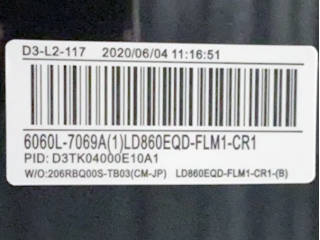 D3-L2-117 2020/06/04 11:16:51
6060L-7069A(1)LD860EQD-FLM1-CR1
PID: D3TK04000E10A1
W/O:206RBQ00S-TB03(CM-JP) LD860EQD-FLM1-CR1-(B)